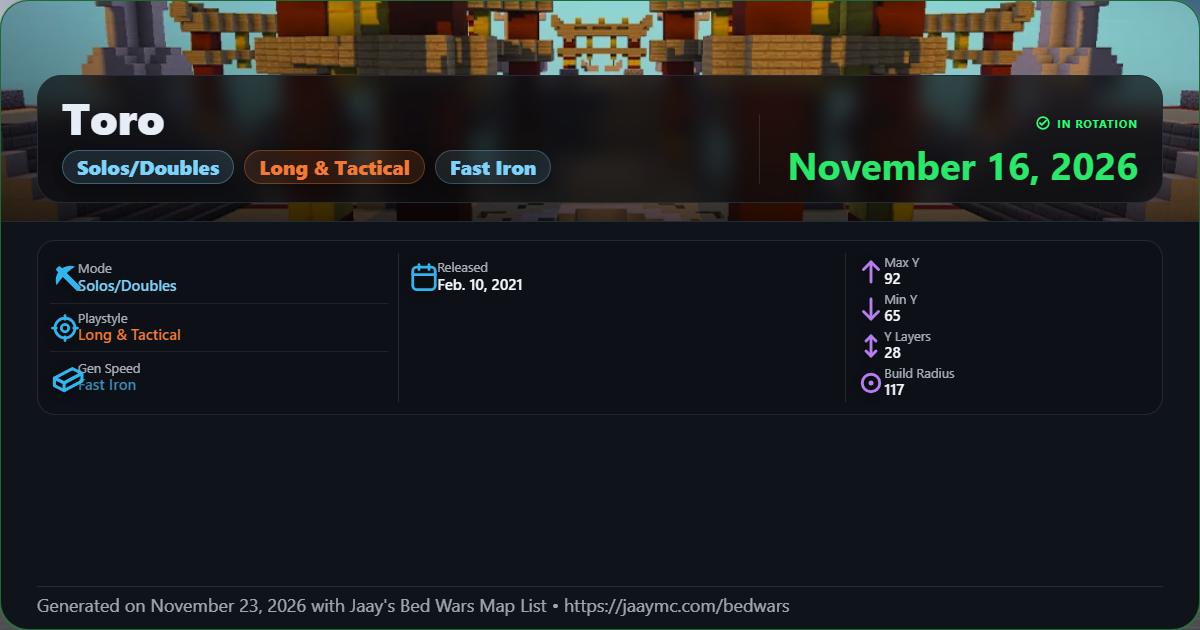 Toro
IN ROTATION
Solos/Doubles
Long & Tactical
Fast Iron
November 16, 2026
Mode
Solos/Doubles
Playstyle
Long & Tactical
Gen Speed
Fast Iron
Released
Feb. 10, 2021
Max Y
92
Min Y
65
Y Layers
28
Build Radius
117
Generated on November 23, 2026 with Jaay's Bed Wars Map List • https://jaaymc.com/bedwars